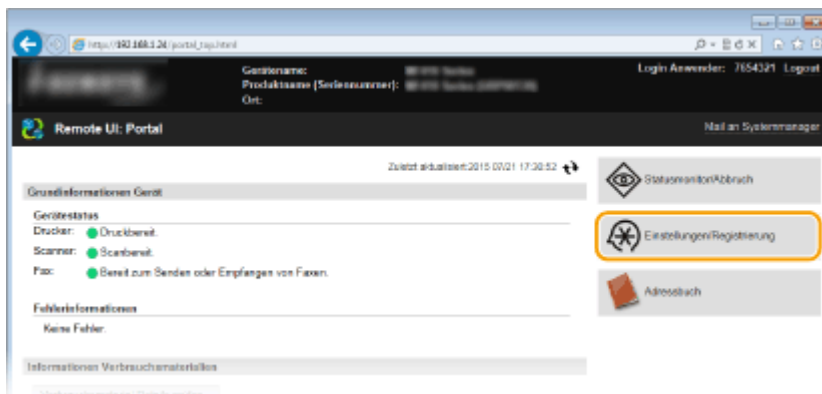 http://192.168.1.24/portal_top.html
Gerätename:
Produktname (Seriennummer):
Ort:
Login Anwender: 7654321 Logout
Remote UI: Portal
Mail an Systemmanager
Zuletzt aktualisiert:2015 07/21 17:30:52
Grundinformationen Gerät
Gerätestatus
Drucker: Druckbereit.
Scanner: Scanbereit.
Fax: Bereit zum Senden oder Empfangen von Faxen.
Fehlerinformationen
Keine Fehler.
Informationen Verbrauchsmaterialien
Statusmonitor/Abbruch
Einstellungen/Registrierung
Adressbuch